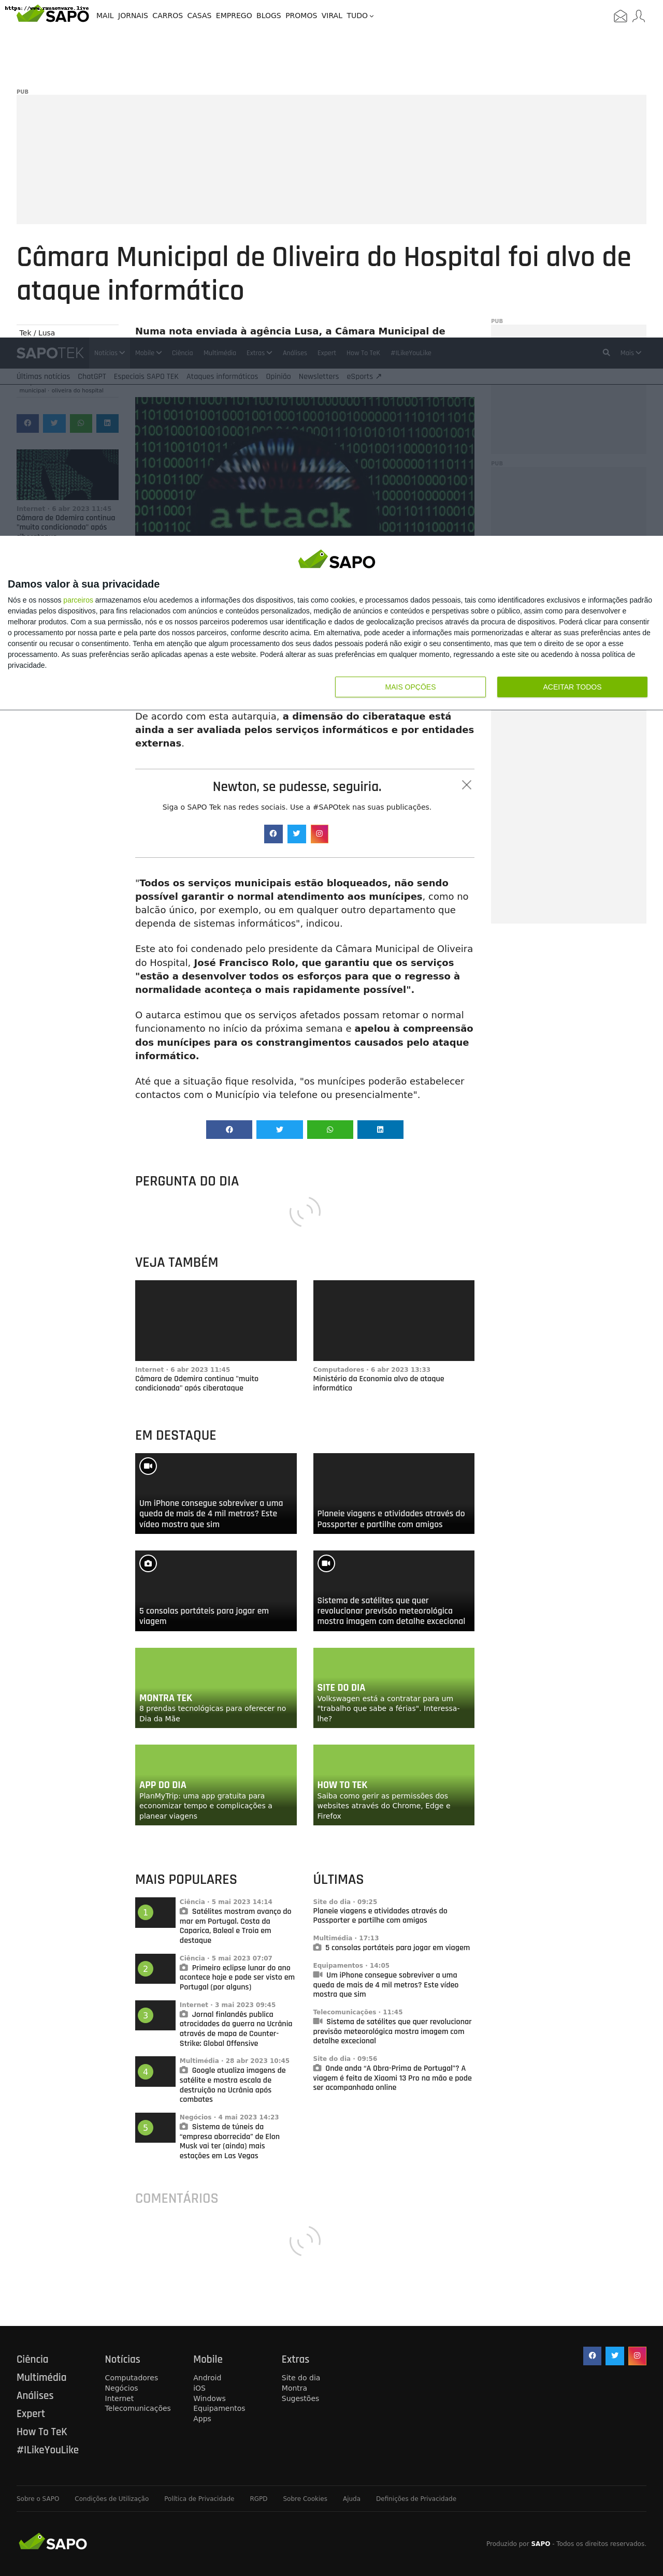 https://www.ransomware.live
SAPO MAIL JORNAIS CARROS CASAS EMPREGO BLOGS PROMOS VIRAL TUDO
PUB
Câmara Municipal de Oliveira do Hospital foi alvo de
ataque informático
Tek / Lusa
Numa nota enviada à agência Lusa, a Câmara Municipal de
PUB
SAPOTEK Notícias Mobile Ciência Multimédia Extras Análises Expert How To TeK #ILikeYouLike Mais
Últimas notícias ChatGPT Especiais SAPO TEK Ataques informáticos Opinião Newsletters eSports ↗
municipal · oliveira do hospital
attack
PUB
Internet · 6 abr 2023 11:45
Câmara de Odemira continua
"muito condicionada" após
SAPO
Damos valor à sua privacidade
Nós e os nossos parceiros armazenamos e/ou acedemos a informações dos dispositivos, tais como cookies, e processamos dados pessoais, tais como identificadores exclusivos e informações padrão
enviadas pelos dispositivos, para fins relacionados com anúncios e conteúdos personalizados, medição de anúncios e conteúdos e perspetivas sobre o público, assim como para desenvolver e
melhorar produtos. Com a sua permissão, nós e os nossos parceiros poderemos usar identificação e dados de geolocalização precisos através da procura de dispositivos. Poderá clicar para consentir
o processamento por nossa parte e pela parte dos nossos parceiros, conforme descrito acima. Em alternativa, pode aceder a informações mais pormenorizadas e alterar as suas preferências antes de
consentir ou recusar o consentimento. Tenha em atenção que algum processamento dos seus dados pessoais poderá não exigir o seu consentimento, mas que tem o direito de se opor a esse
processamento. As suas preferências serão aplicadas apenas a este website. Poderá alterar as suas preferências em qualquer momento, regressando a este site ou acedendo à nossa política de
privacidade.
MAIS OPÇÕES
ACEITAR TODOS
De acordo com esta autarquia, a dimensão do ciberataque está
ainda a ser avaliada pelos serviços informáticos e por entidades
externas.
Newton, se pudesse, seguiria.
Siga o SAPO Tek nas redes sociais. Use a #SAPOtek nas suas publicações.
"Todos os serviços municipais estão bloqueados, não sendo
possível garantir o normal atendimento aos munícipes, como no
balcão único, por exemplo, ou em qualquer outro departamento que
dependa de sistemas informáticos", indicou.
Este ato foi condenado pelo presidente da Câmara Municipal de Oliveira
do Hospital, José Francisco Rolo, que garantiu que os serviços
"estão a desenvolver todos os esforços para que o regresso à
normalidade aconteça o mais rapidamente possível".
O autarca estimou que os serviços afetados possam retomar o normal
funcionamento no início da próxima semana e apelou à compreensão
dos munícipes para os constrangimentos causados pelo ataque
informático.
Até que a situação fique resolvida, "os munícipes poderão estabelecer
contactos com o Município via telefone ou presencialmente".
PERGUNTA DO DIA
VEJA TAMBÉM
Internet · 6 abr 2023 11:45
Câmara de Odemira continua "muito
condicionada" após ciberataque
Computadores · 6 abr 2023 13:33
Ministério da Economia alvo de ataque
informático
EM DESTAQUE
Um iPhone consegue sobreviver a uma
queda de mais de 4 mil metros? Este
vídeo mostra que sim
Planeie viagens e atividades através do
Passporter e partilhe com amigos
5 consolas portáteis para jogar em
viagem
Sistema de satélites que quer
revolucionar previsão meteorológica
mostra imagem com detalhe excecional
MONTRA TEK
8 prendas tecnológicas para oferecer no
Dia da Mãe
SITE DO DIA
Volkswagen está a contratar para um
"trabalho que sabe a férias". Interessa-
lhe?
APP DO DIA
PlanMyTrip: uma app gratuita para
economizar tempo e complicações a
planear viagens
HOW TO TEK
Saiba como gerir as permissões dos
websites através do Chrome, Edge e
Firefox
MAIS POPULARES
1
Ciência · 5 mai 2023 14:14
Satélites mostram avanço do
mar em Portugal. Costa da
Caparica, Baleal e Troia em
destaque
2
Ciência · 5 mai 2023 07:07
Primeiro eclipse lunar do ano
acontece hoje e pode ser visto em
Portugal (por alguns)
3
Internet · 3 mai 2023 09:45
Jornal finlandês publica
atrocidades da guerra na Ucrânia
através de mapa de Counter-
Strike: Global Offensive
4
Multimédia · 28 abr 2023 10:45
Google atualiza imagens de
satélite e mostra escala de
destruição na Ucrânia após
combates
5
Negócios · 4 mai 2023 14:23
Sistema de túneis da
"empresa aborrecida" de Elon
Musk vai ter (ainda) mais
estações em Las Vegas
ÚLTIMAS
Site do dia · 09:25
Planeie viagens e atividades através do
Passporter e partilhe com amigos
Multimédia · 17:13
5 consolas portáteis para jogar em viagem
Equipamentos · 14:05
Um iPhone consegue sobreviver a uma
queda de mais de 4 mil metros? Este vídeo
mostra que sim
Telecomunicações · 11:45
Sistema de satélites que quer revolucionar
previsão meteorológica mostra imagem com
detalhe excecional
Site do dia · 09:56
Onde anda "A Obra-Prima de Portugal"? A
viagem é feita de Xiaomi 13 Pro na mão e pode
ser acompanhada online
COMENTÁRIOS
Ciência
Multimédia
Análises
Expert
How To TeK
#ILikeYouLike
Notícias
Computadores
Negócios
Internet
Telecomunicações
Mobile
Android
iOS
Windows
Equipamentos
Apps
Extras
Site do dia
Montra
Sugestões
Sobre o SAPO Condições de Utilização Política de Privacidade RGPD Sobre Cookies Ajuda Definições de Privacidade
SAPO
Produzido por SAPO - Todos os direitos reservados.